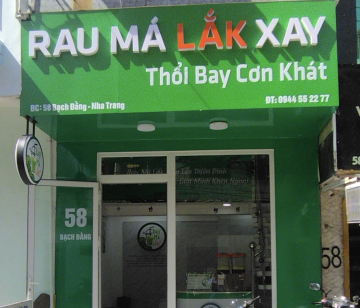 RAU MÁ LẮK XAY
Thổi Bay Cơn Khát
ĐC: 58 Bạch Đằng - Nha Trang
ĐT: 0944 55 22 77
58
BẠCH ĐẰNG
58
58